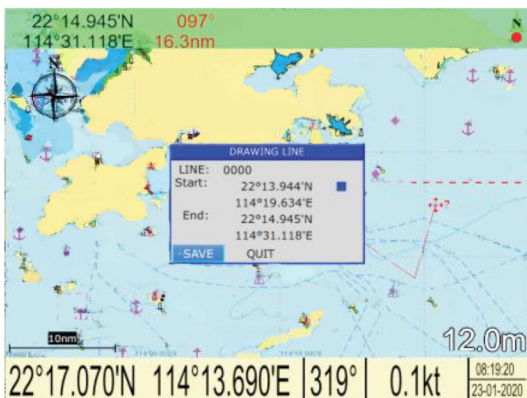 22°14.945'N 097°
114°31.118'E 16.3nm
N
N
DRAWING LINE
LINE: 0000
Start: 22°13.944'N
114°19.634'E
End: 22°14.945'N
114°31.118'E
SAVE QUIT
?
10nm
12.0m
22°17.070'N 114°13.690'E 319° 0.1kt
08:19:20
23-01-2020